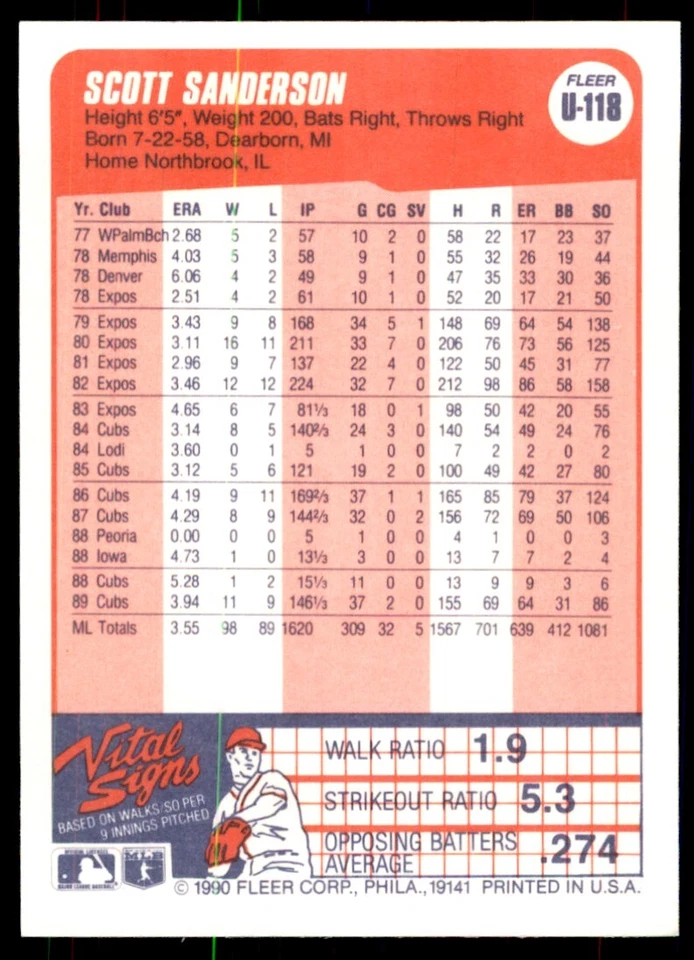 SCOTT SANDERSON
Height 6'5", Weight 200, Bats Right, Throws Right
Born 7-22-58, Dearborn, MI
Home Northbrook, IL
FLEER
U-118
Yr. Club ERA W L IP G CG SV H R ER BB SO
77 WPalmBch 2.68 5 2 57 10 2 0 58 22 17 23 37
78 Memphis 4.03 5 3 58 9 1 0 55 32 26 19 44
78 Denver 6.06 4 2 49 9 1 0 47 35 33 30 36
78 Expos 2.51 4 2 61 10 1 0 52 20 17 21 50
79 Expos 3.43 9 8 168 34 5 1 148 69 64 54 138
80 Expos 3.11 16 11 211 33 7 0 206 76 73 56 125
81 Expos 2.96 9 7 137 22 4 0 122 50 45 31 77
82 Expos 3.46 12 12 224 32 7 0 212 98 86 58 158
83 Expos 4.65 6 7 81 1/3 18 0 1 98 50 42 20 55
84 Cubs 3.14 8 5 140 2/3 24 3 0 140 54 49 24 76
84 Lodi 3.60 0 1 5 1 0 0 7 2 2 0 2
85 Cubs 3.12 5 6 121 19 2 0 100 49 42 27 80
86 Cubs 4.19 9 11 169 2/3 37 1 1 165 85 79 37 124
87 Cubs 4.29 8 9 144 2/3 32 0 2 156 72 69 50 106
88 Peoria 0.00 0 0 5 1 0 0 4 1 0 0 3
88 Iowa 4.73 1 0 13 1/3 3 0 0 13 7 7 2 4
88 Cubs 5.28 1 2 15 1/3 11 0 0 13 9 9 3 6
89 Cubs 3.94 11 9 146 1/3 37 2 0 155 69 64 31 86
ML Totals 3.55 98 89 1620 309 32 5 1567 701 639 412 1081
Vital
Signs
BASED ON WALKS/SO PER
9 INNINGS PITCHED
WALK RATIO 1.9
STRIKEOUT RATIO 5.3
OPPOSING BATTERS
AVERAGE .274
© 1990 FLEER CORP., PHILA., 19141 PRINTED IN U.S.A.